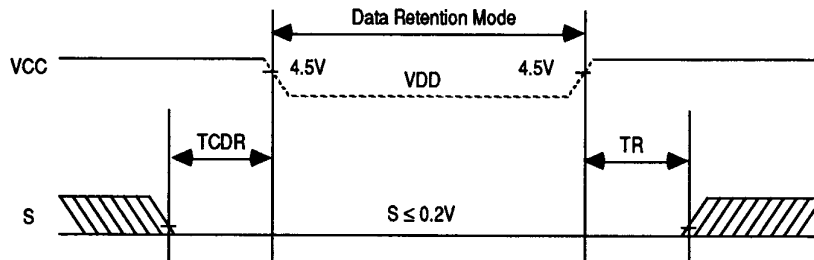 Data Retention Mode
VCC
4.5V
VDD
4.5V
TCDR
TR
S
S ≤ 0.2V